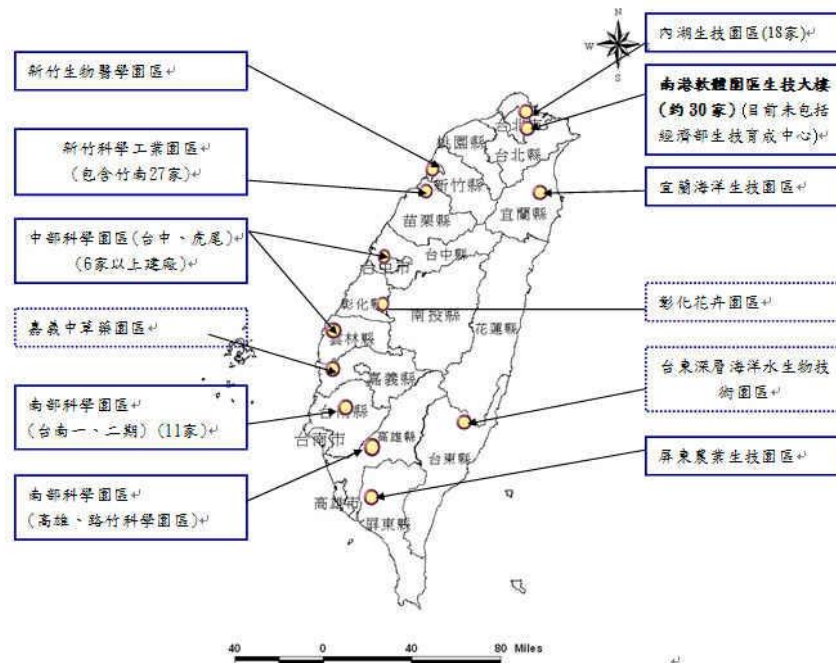 N
W
S
內湖生技園區(18家)↵
新竹生物醫學園區↵
南港軟體園區生技大樓
(約 30 家) (目前未包括
經濟部生技育成中心)↵
新竹科學工業園區↵
(包含竹南27家)↵
宜蘭海洋生技園區↵
中部科學園區(台中、虎尾)↵
(6家以上建廠)↵
彰化花卉園區↵
嘉義中草藥園區↵
台東深層海洋水生物技
術園區↵
南部科學園區↵
(台南一、二期) (11家)↵
屏東農業生技園區↵
南部科學園區↵
(高雄、路竹科學園區)↵
桃園縣
台北縣
新竹縣
苗栗縣
宜蘭縣
台中縣
台中市
彰化縣
南投縣
花蓮縣
雲林縣
嘉義縣
台南縣
台南市
高雄縣
台東縣
高雄市
屏東縣
40 0 40 80 Miles
↵